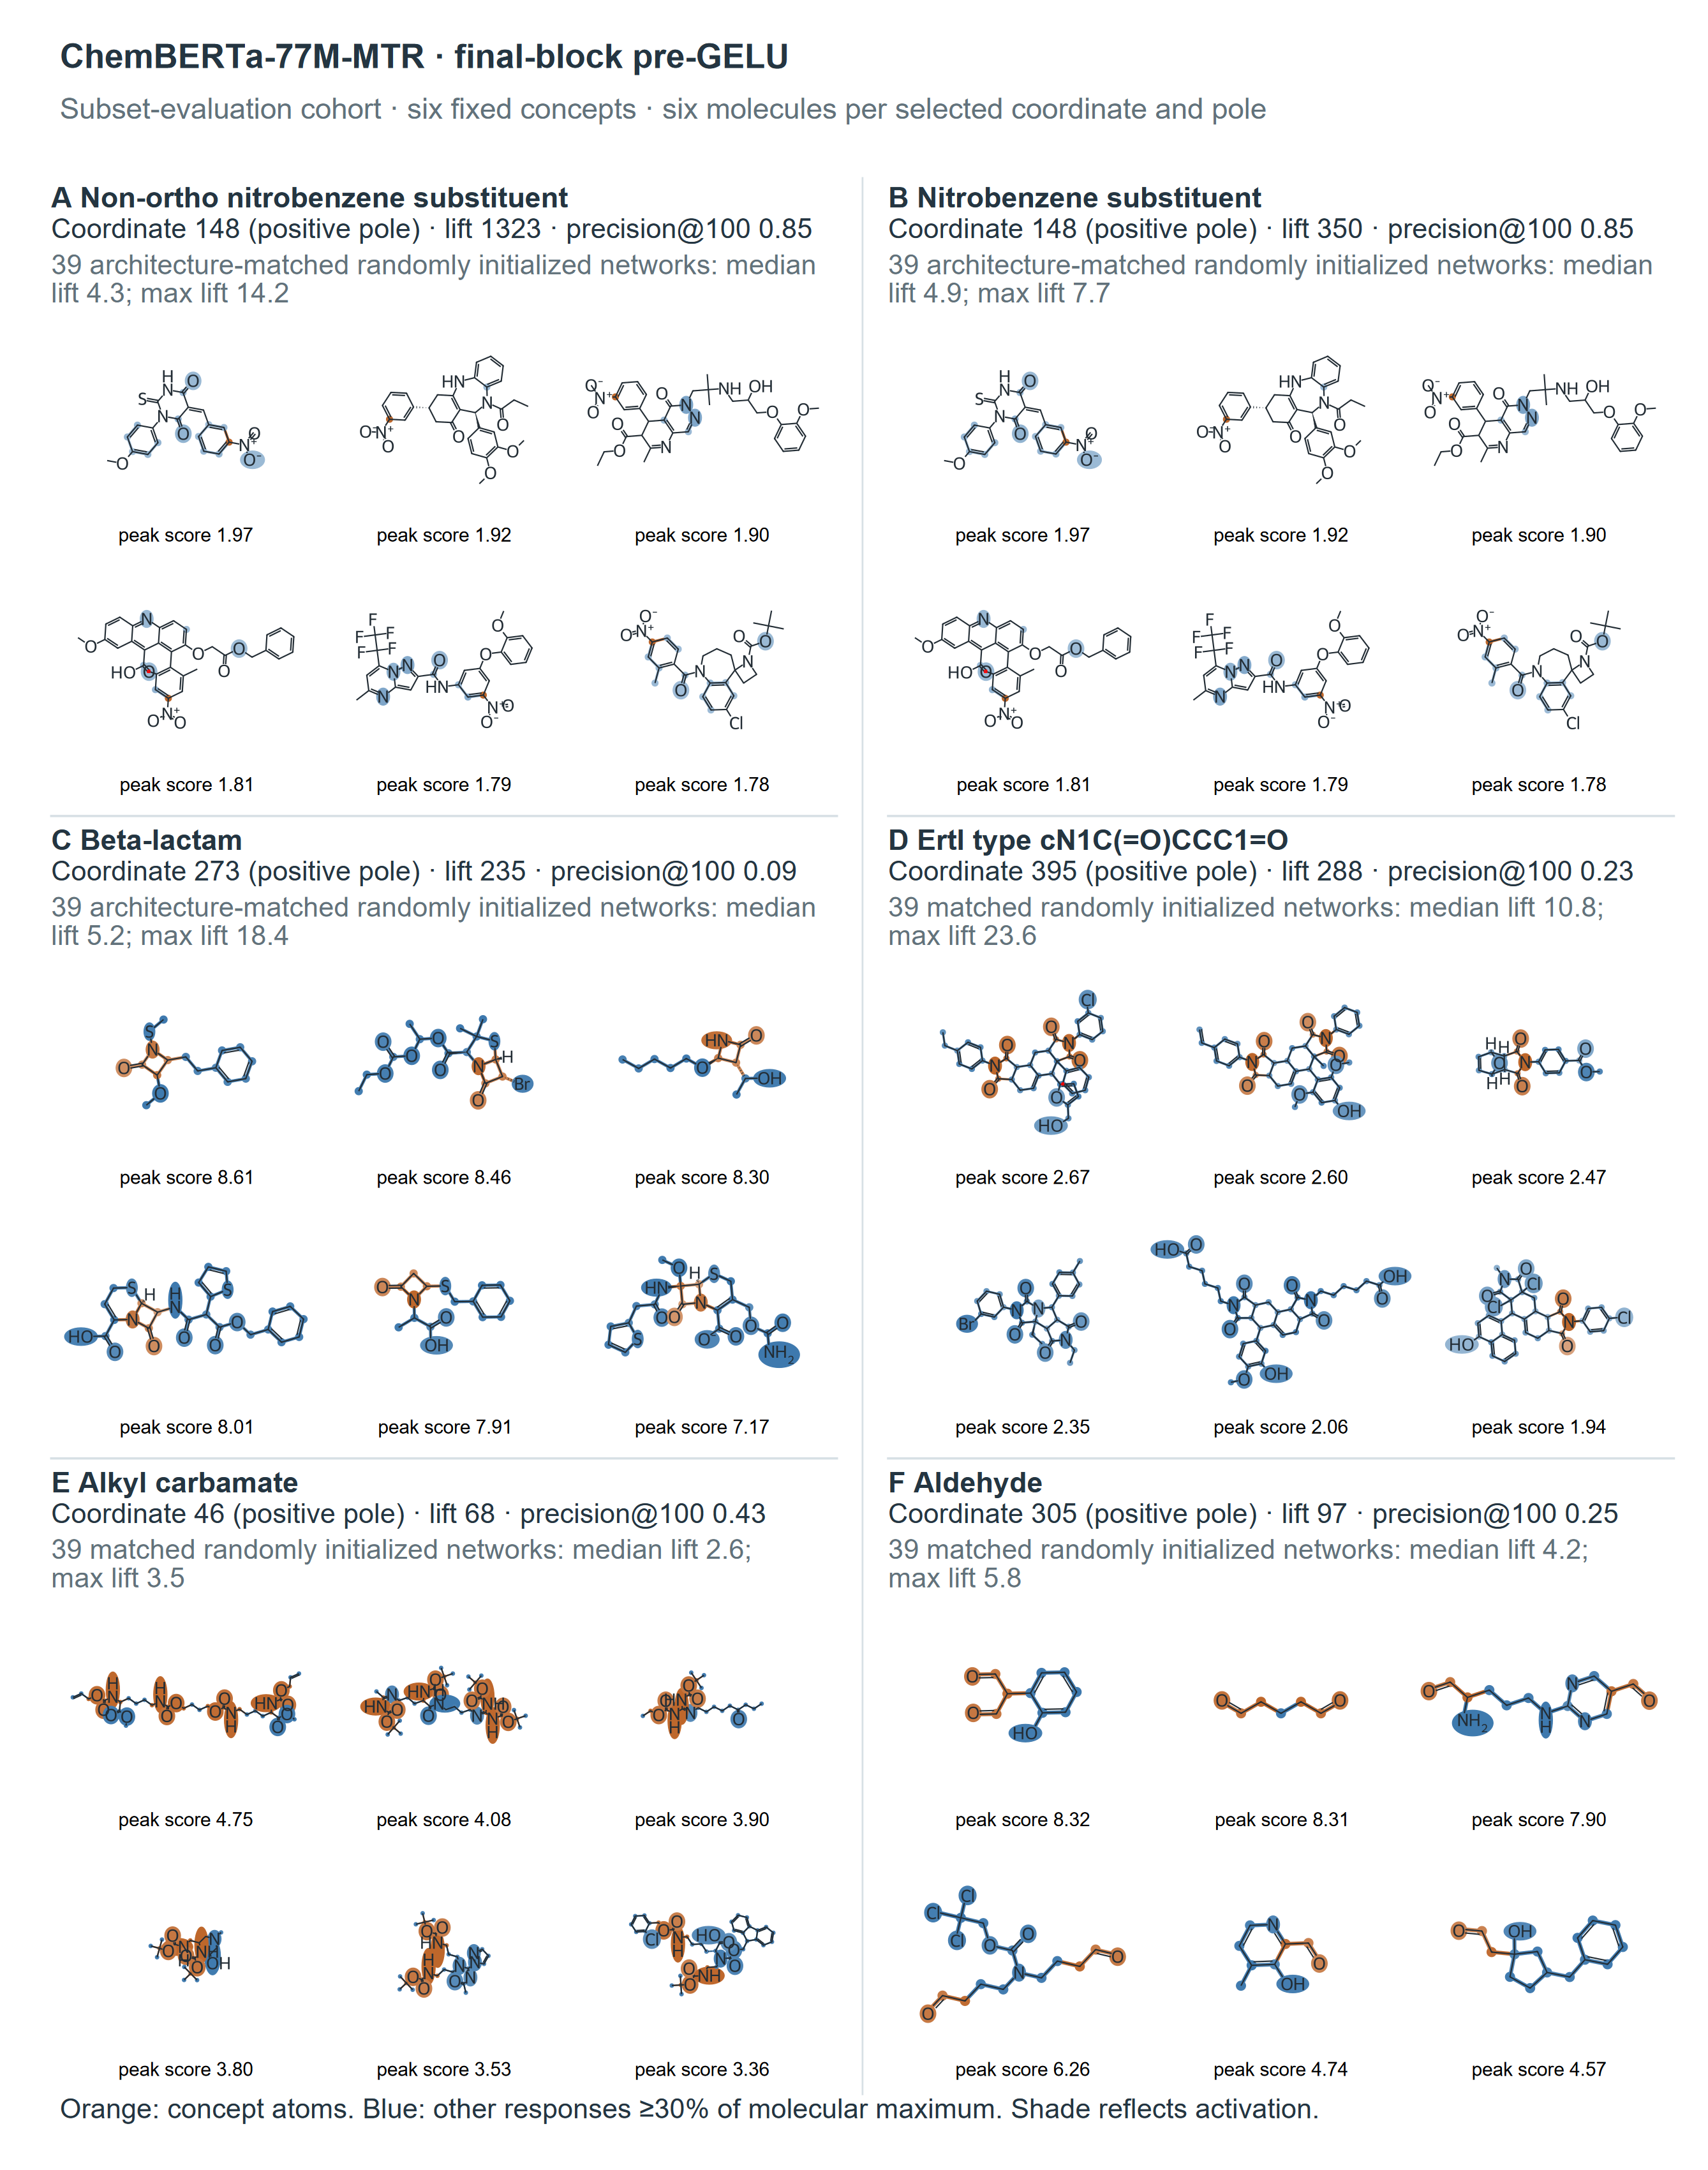 ChemBERTa-77M-MTR · final-block pre-GELU
Subset-evaluation cohort · six fixed concepts · six molecules per selected coordinate and pole
A Non-ortho nitrobenzene substituent
Coordinate 148 (positive pole) · lift 1323 · precision@100 0.85
39 architecture-matched randomly initialized networks: median
lift 4.3; max lift 14.2
peak score 1.97
peak score 1.92
peak score 1.90
peak score 1.81
peak score 1.79
peak score 1.78
B Nitrobenzene substituent
Coordinate 148 (positive pole) · lift 350 · precision@100 0.85
39 architecture-matched randomly initialized networks: median
lift 4.9; max lift 7.7
peak score 1.97
peak score 1.92
peak score 1.90
peak score 1.81
peak score 1.79
peak score 1.78
C Beta-lactam
Coordinate 273 (positive pole) · lift 235 · precision@100 0.09
39 architecture-matched randomly initialized networks: median
lift 5.2; max lift 18.4
peak score 8.61
peak score 8.46
peak score 8.30
peak score 8.01
peak score 7.91
peak score 7.17
D Ertl type cN1C(=O)CCC1=O
Coordinate 395 (positive pole) · lift 288 · precision@100 0.23
39 matched randomly initialized networks: median lift 10.8;
max lift 23.6
peak score 2.67
peak score 2.60
peak score 2.47
peak score 2.35
peak score 2.06
peak score 1.94
E Alkyl carbamate
Coordinate 46 (positive pole) · lift 68 · precision@100 0.43
39 matched randomly initialized networks: median lift 2.6;
max lift 3.5
peak score 4.75
peak score 4.08
peak score 3.90
peak score 3.80
peak score 3.53
peak score 3.36
F Aldehyde
Coordinate 305 (positive pole) · lift 97 · precision@100 0.25
39 matched randomly initialized networks: median lift 4.2;
max lift 5.8
peak score 8.32
peak score 8.31
peak score 7.90
peak score 6.26
peak score 4.74
peak score 4.57
Orange: concept atoms. Blue: other responses ≥30% of molecular maximum. Shade reflects activation.